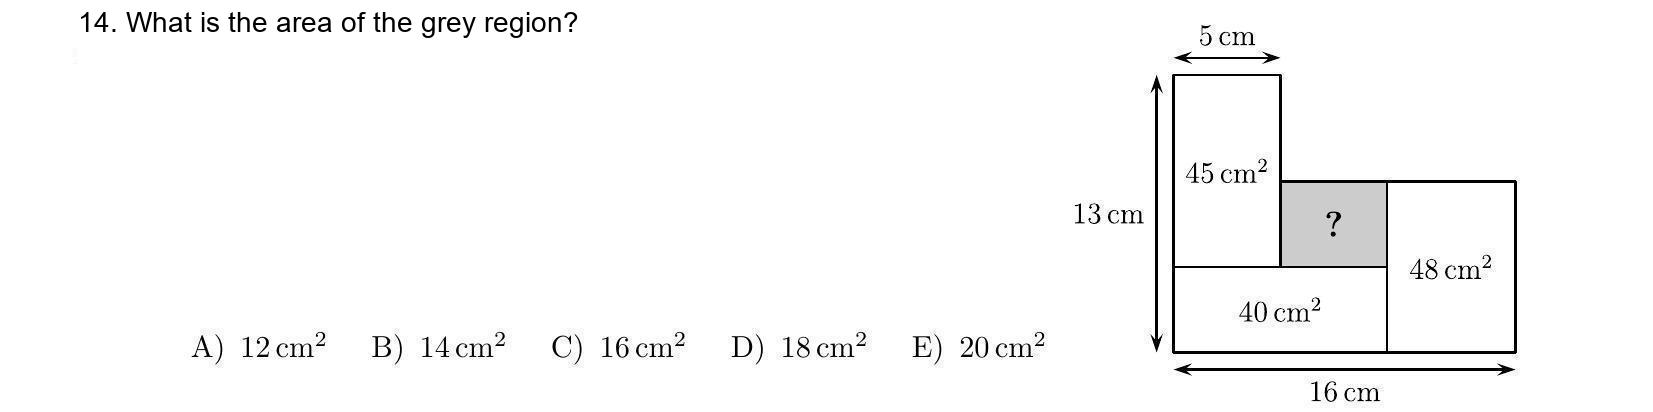 14. What is the area of the grey region?
5 cm
45 cm²
13 cm
?
48 cm²
40 cm²
A) 12 cm² B) 14 cm² C) 16 cm² D) 18 cm² E) 20 cm²
16 cm